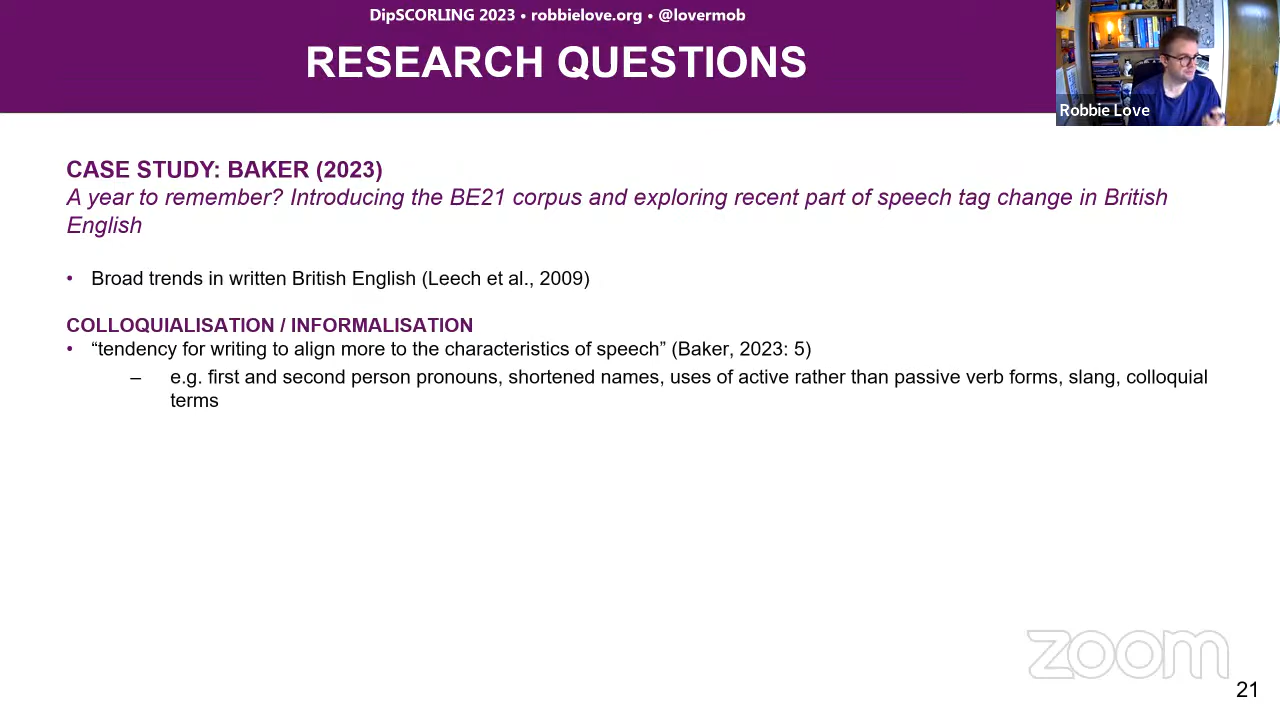 DipSCORLING 2023 • robbielove.org • @lovermob
RESEARCH QUESTIONS
Robbie Love
CASE STUDY: BAKER (2023)
A year to remember? Introducing the BE21 corpus and exploring recent part of speech tag change in British
English
• Broad trends in written British English (Leech et al., 2009)
COLLOQUIALISATION / INFORMALISATION
• “tendency for writing to align more to the characteristics of speech” (Baker, 2023: 5)
– e.g. first and second person pronouns, shortened names, uses of active rather than passive verb forms, slang, colloquial
terms
zoom
21